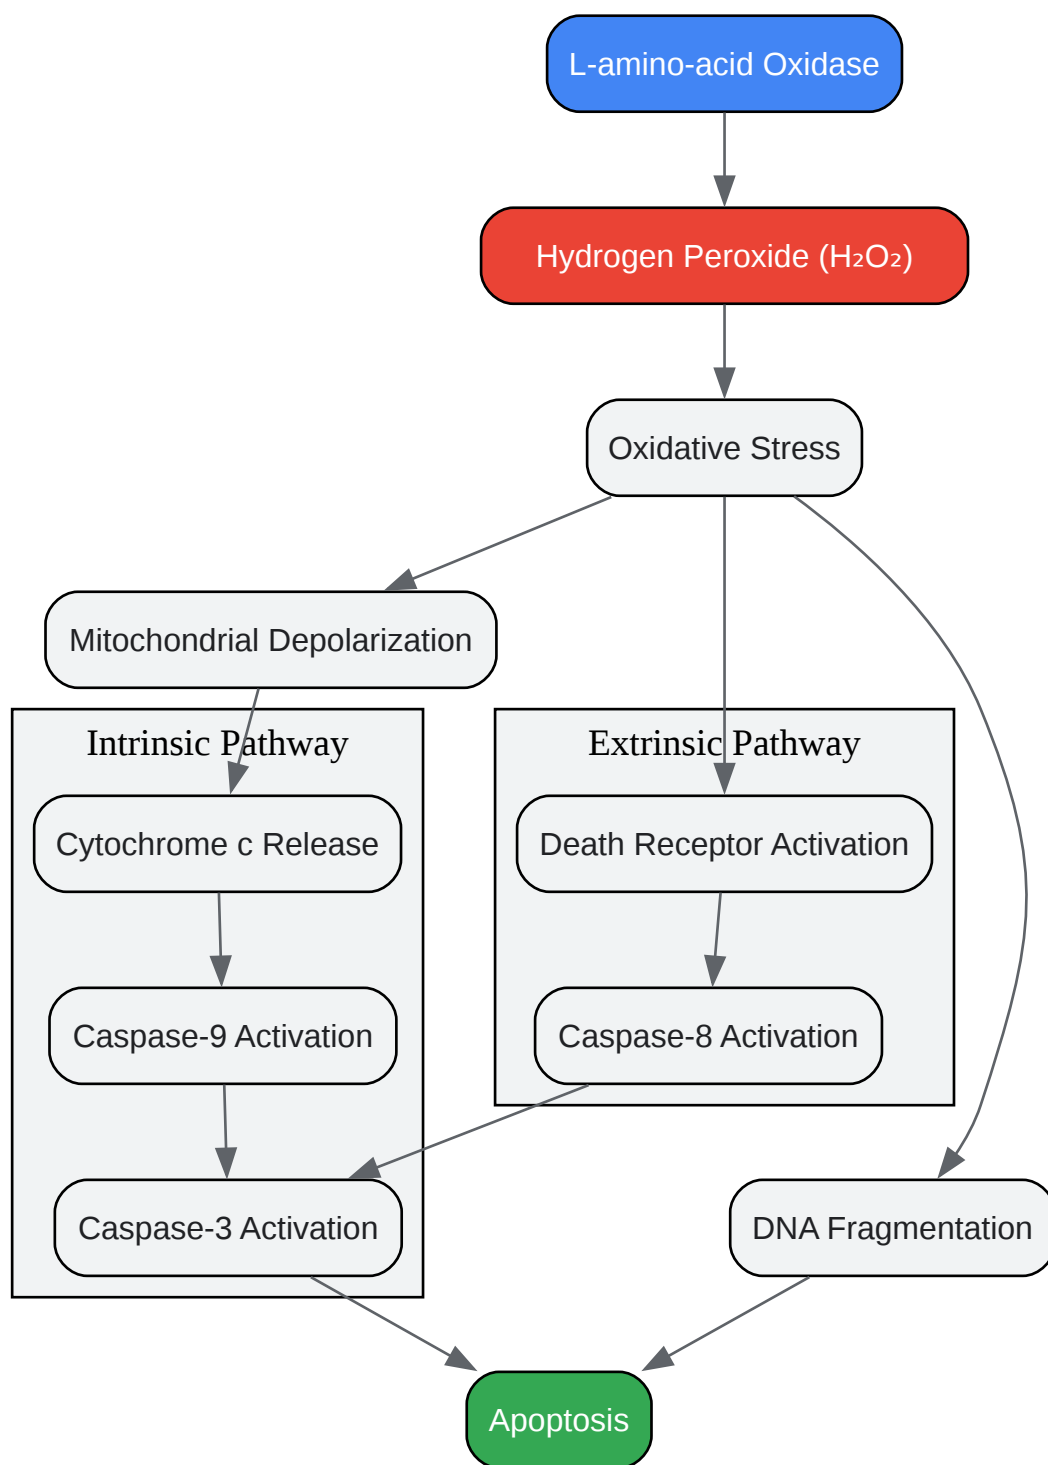 L-amino-acid Oxidase
Hydrogen Peroxide (H₂O₂)
Oxidative Stress
Mitochondrial Depolarization
Intrinsic Pathway
Extrinsic Pathway
Cytochrome c Release
Death Receptor Activation
Caspase-9 Activation
Caspase-8 Activation
Caspase-3 Activation
DNA Fragmentation
Apoptosis